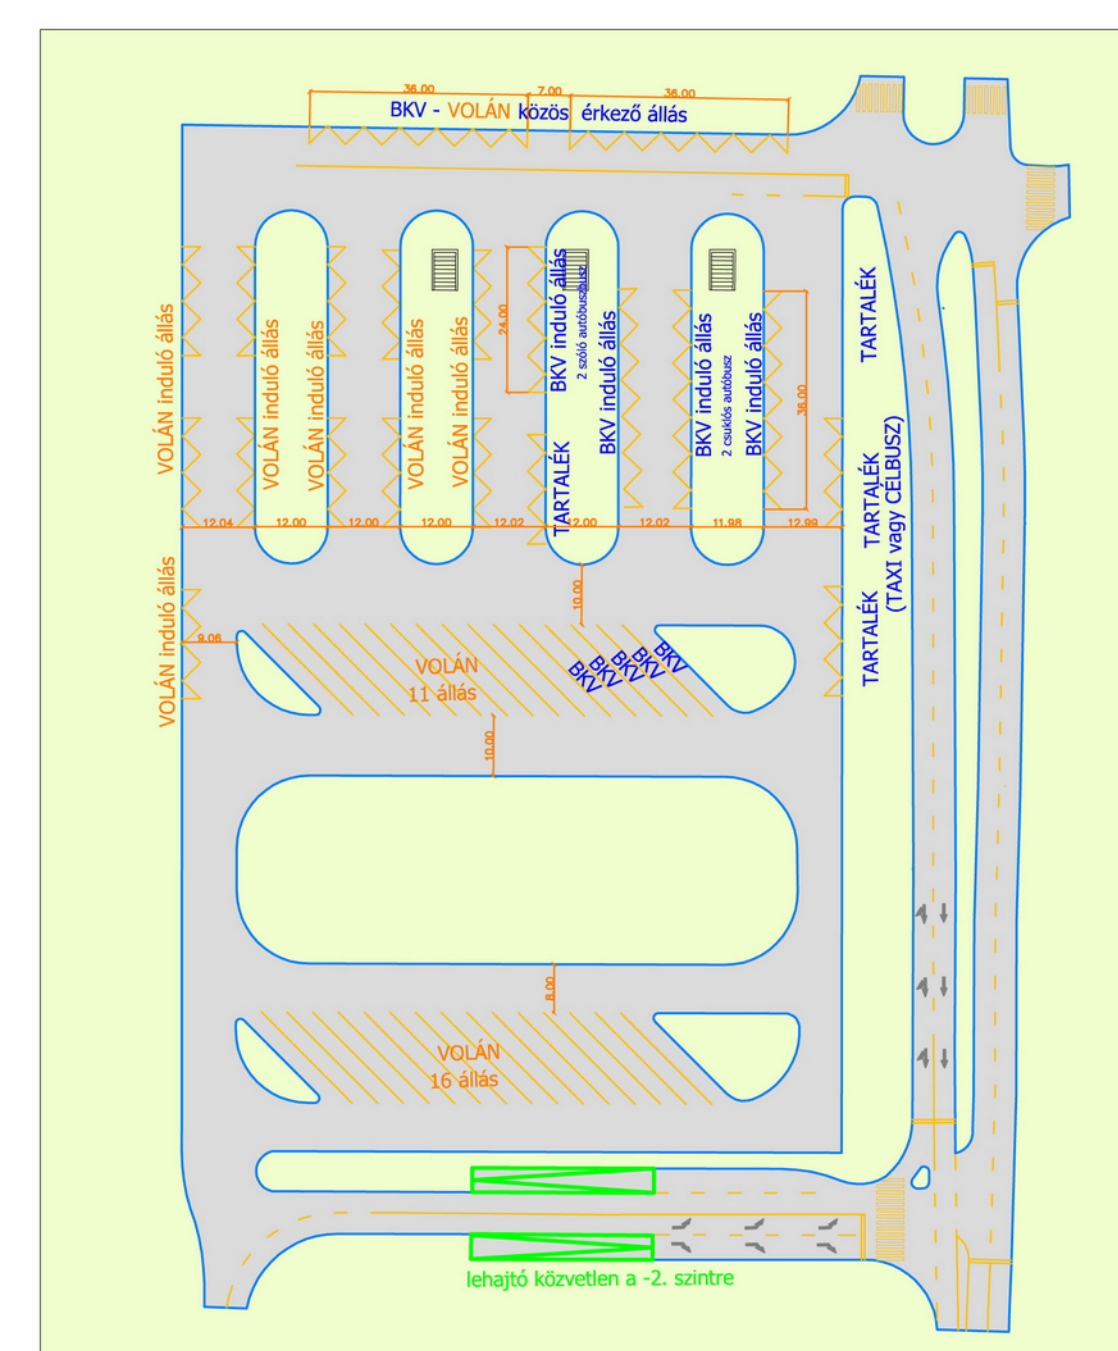 36.00
7.00
36.00
BKV - VOLÁN közös érkező állás
VOLÁN induló állás
VOLÁN induló állás
VOLÁN induló állás
VOLÁN induló állás
VOLÁN induló állás
24.00
BKV induló állás
2 szóló autóbusz
BKV induló állás
TARTALÉK
BKV induló állás
2 csuklós autóbusz
BKV induló állás
36.00
TARTALÉK
TARTALÉK
(TAXI vagy CÉLBUSZ)
TARTALÉK
12.04
12.00
12.00
12.00
12.02
12.00
12.02
11.98
12.99
VOLÁN induló állás
9.06
10.00
VOLÁN
11 állás
BKV
BKV
BKV
BKV
BKV
10.00
8.00
VOLÁN
16 állás
lehajtó közvetlen a -2. szintre